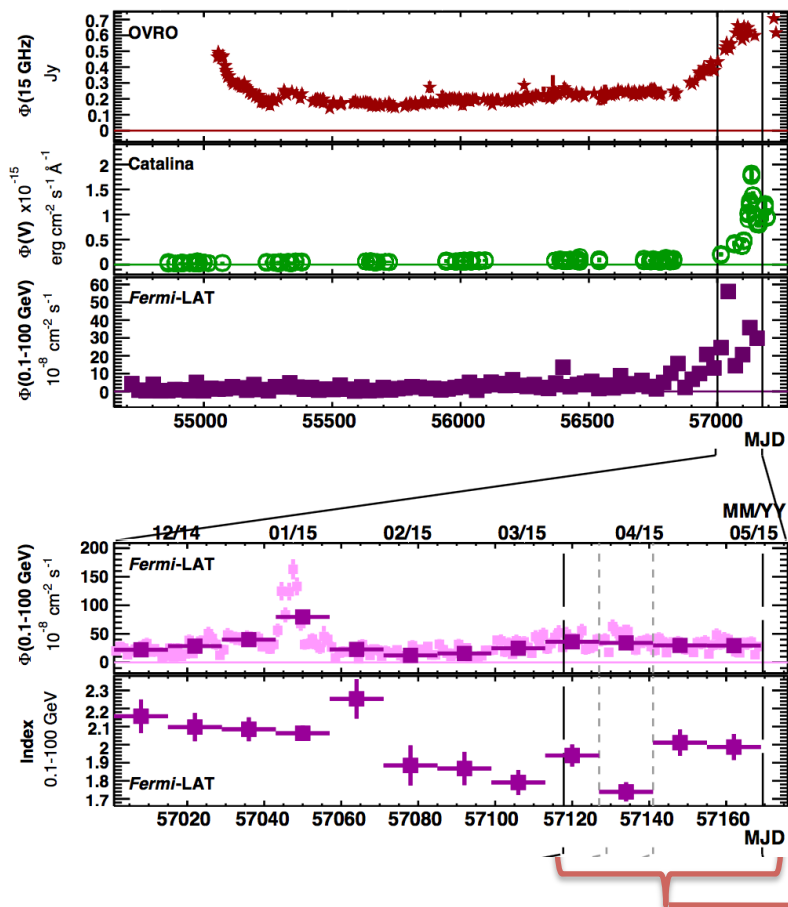 OVRO
Φ(15 GHz)
Jy
0.7
0.6
0.5
0.4
0.3
0.2
0.1
0
Catalina
Φ(V) x10⁻¹⁵
erg cm⁻² s⁻¹ Å⁻¹
2
1.5
1
0.5
0
Fermi-LAT
Φ(0.1-100 GeV)
10⁻⁸ cm⁻² s⁻¹
60
50
40
30
20
10
0
55000 55500 56000 56500 57000
MJD
MM/YY
12/14 01/15 02/15 03/15 04/15 05/15
Fermi-LAT
Φ(0.1-100 GeV)
10⁻⁸ cm⁻² s⁻¹
200
150
100
50
0
Index
0.1-100 GeV
2.3
2.2
2.1
2
1.9
1.8
1.7
Fermi-LAT
57020 57040 57060 57080 57100 57120 57140 57160
MJD